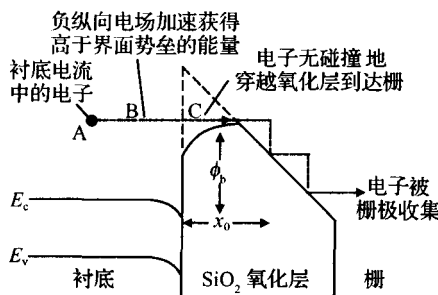 负纵向电场加速获得
高于界面势垒的能量
衬底电流
中的电子
电子无碰撞 地
穿越氧化层到达栅
A
B
C
ϕb
x0
电子被
栅极收集
Ec
Ev
衬底
SiO2 氧化层
栅